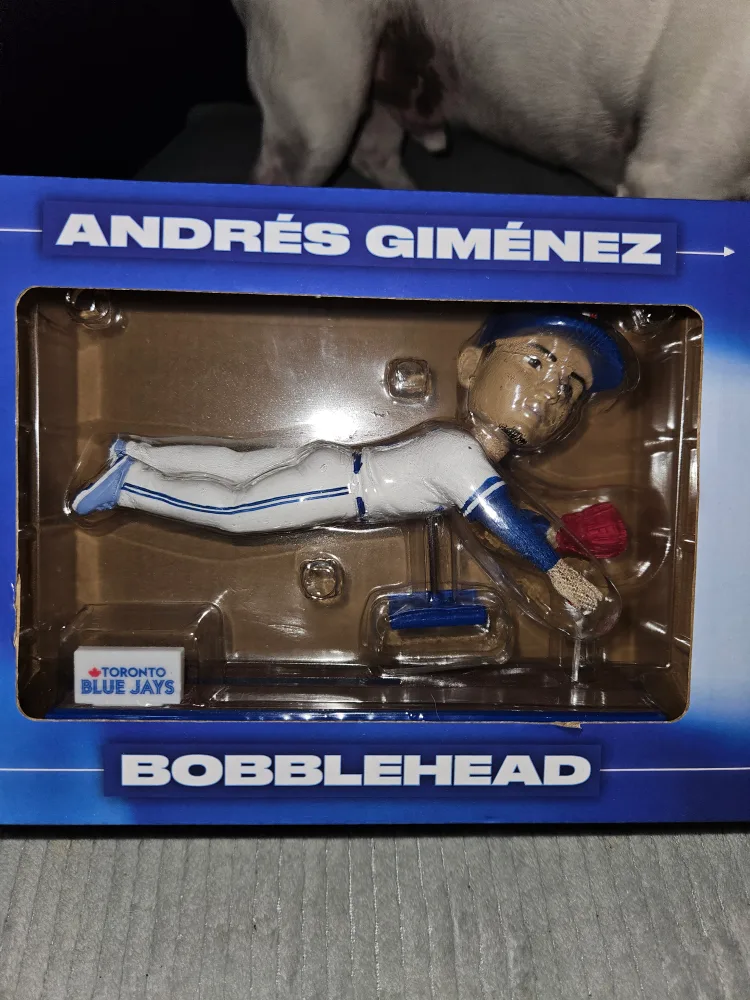 ANDRÉS GIMÉNEZ
TORONTO
BLUE JAYS
BOBBLEHEAD